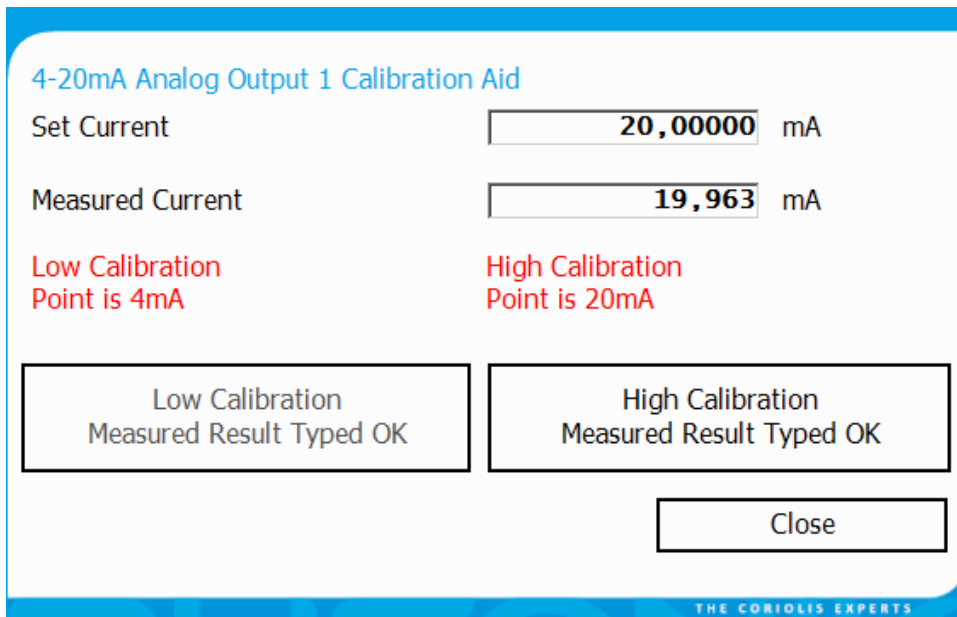 4-20mA Analog Output 1 Calibration Aid
Set Current 20,00000 mA
Measured Current 19,963 mA
Low Calibration
Point is 4mA
High Calibration
Point is 20mA
Low Calibration
Measured Result Typed OK
High Calibration
Measured Result Typed OK
Close
THE CORIOLIS EXPERTS